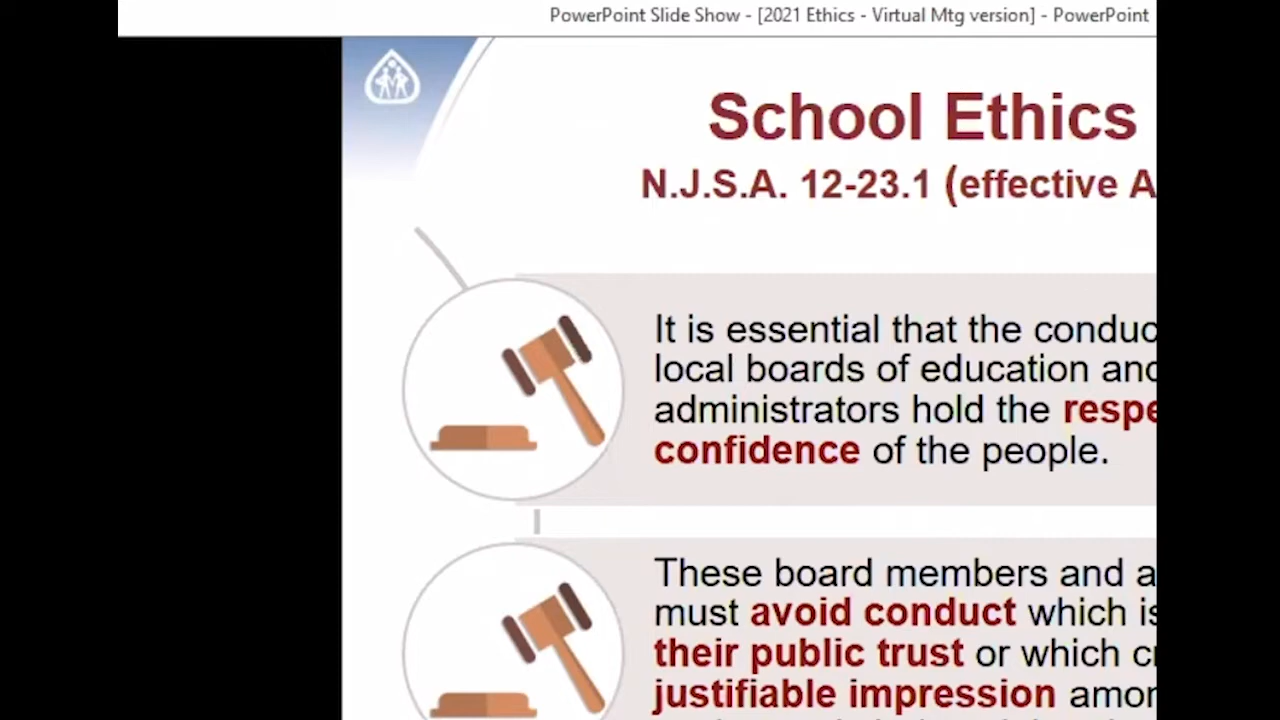 PowerPoint Slide Show - [2021 Ethics - Virtual Mtg version] - PowerPoint
School Ethics
N.J.S.A. 12-23.1 (effective A
It is essential that the conduc
local boards of education and
administrators hold the respe
confidence of the people.
These board members and a
must avoid conduct which is
their public trust or which cr
justifiable impression amon